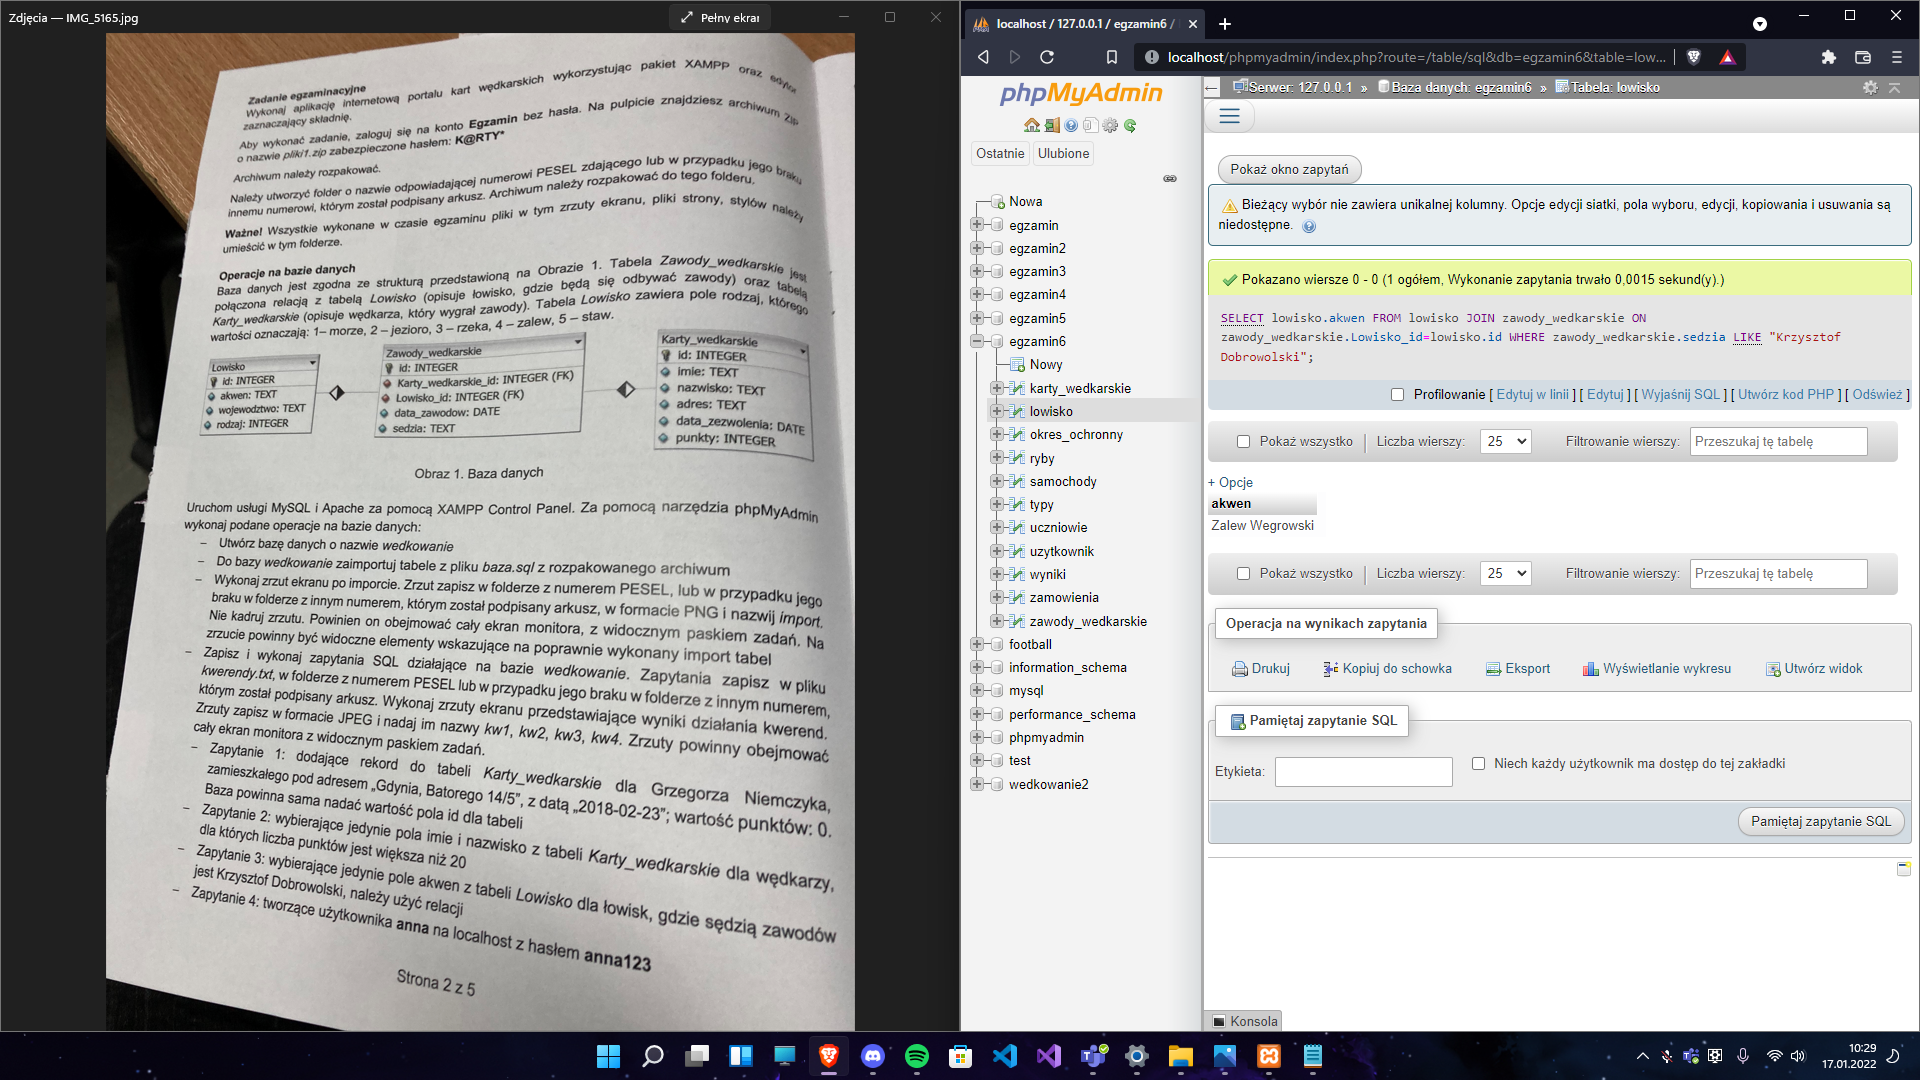 Zdjęcia — IMG_5165.jpg
Pełny ekran
Zadanie egzaminacyjne
Wykonaj aplikację internetową portalu kart wędkarskich wykorzystując pakiet XAMPP oraz edytor
zaznaczający składnię.
Aby wykonać zadanie, zaloguj się na konto Egzamin bez hasła. Na pulpicie znajdziesz archiwum ZIP
o nazwie pliki1.zip zabezpieczone hasłem: K@RTY*
Archiwum należy rozpakować.
Należy utworzyć folder o nazwie odpowiadającej numerowi PESEL zdającego lub w przypadku jego braku
innemu numerowi, którym został podpisany arkusz. Archiwum należy rozpakować do tego folderu.
Ważne! Wszystkie wykonane w czasie egzaminu pliki w tym zrzuty ekranu, pliki strony, stylów należy
umieścić w tym folderze.
Operacje na bazie danych
Baza danych jest zgodna ze strukturą przedstawioną na Obrazie 1. Tabela Zawody_wedkarskie jest
połączona relacją z tabelą Lowisko (opisuje łowisko, gdzie będą się odbywać zawody) oraz tabelą
Karty_wedkarskie (opisuje wędkarza, który wygrał zawody). Tabela Lowisko zawiera pole rodzaj, którego
wartości oznaczają: 1– morze, 2 – jezioro, 3 – rzeka, 4 – zalew, 5 – staw.
Lowisko
id: INTEGER
akwen: TEXT
wojewodztwo: TEXT
rodzaj: INTEGER
Zawody_wedkarskie
id: INTEGER
Karty_wedkarskie_id: INTEGER (FK)
Lowisko_id: INTEGER (FK)
data_zawodow: DATE
sedzia: TEXT
Karty_wedkarskie
id: INTEGER
imie: TEXT
nazwisko: TEXT
adres: TEXT
data_zezwolenia: DATE
punkty: INTEGER
Obraz 1. Baza danych
Uruchom usługi MySQL i Apache za pomocą XAMPP Control Panel. Za pomocą narzędzia phpMyAdmin
wykonaj podane operacje na bazie danych:
– Utwórz bazę danych o nazwie wedkowanie
– Do bazy wedkowanie zaimportuj tabele z pliku baza.sql z rozpakowanego archiwum
– Wykonaj zrzut ekranu po imporcie. Zrzut zapisz w folderze z numerem PESEL, lub w przypadku jego
braku w folderze z innym numerem, którym został podpisany arkusz, w formacie PNG i nazwij import.
Nie kadruj zrzutu. Powinien on obejmować cały ekran monitora, z widocznym paskiem zadań. Na
zrzucie powinny być widoczne elementy wskazujące na poprawnie wykonany import tabel
– Zapisz i wykonaj zapytania SQL działające na bazie wedkowanie. Zapytania zapisz w pliku
kwerendy.txt, w folderze z numerem PESEL lub w przypadku jego braku w folderze z innym numerem,
którym został podpisany arkusz. Wykonaj zrzuty ekranu przedstawiające wyniki działania kwerend.
Zrzuty zapisz w formacie JPEG i nadaj im nazwy kw1, kw2, kw3, kw4. Zrzuty powinny obejmować
cały ekran monitora z widocznym paskiem zadań.
– Zapytanie 1: dodające rekord do tabeli Karty_wedkarskie dla Grzegorza Niemczyka,
zamieszkałego pod adresem „Gdynia, Batorego 14/5”, z datą „2018-02-23”; wartość punktów: 0.
Baza powinna sama nadać wartość pola id dla tabeli
– Zapytanie 2: wybierające jedynie pola imie i nazwisko z tabeli Karty_wedkarskie dla wędkarzy,
dla których liczba punktów jest większa niż 20
– Zapytanie 3: wybierające jedynie pole akwen z tabeli Lowisko dla łowisk, gdzie sędzią zawodów
jest Krzysztof Dobrowolski, należy użyć relacji
– Zapytanie 4: tworzące użytkownika anna na localhost z hasłem anna123
Strona 2 z 5
localhost / 127.0.0.1 / egzamin6 /
localhost/phpmyadmin/index.php?route=/table/sql&db=egzamin6&table=low...
phpMyAdmin
Ostatnie Ulubione
Nowa
egzamin
egzamin2
egzamin3
egzamin4
egzamin5
egzamin6
Nowy
karty_wedkarskie
lowisko
okres_ochronny
ryby
samochody
typy
uczniowie
uzytkownik
wyniki
zamowienia
zawody_wedkarskie
football
information_schema
mysql
performance_schema
phpmyadmin
test
wedkowanie2
Serwer: 127.0.0.1 » Baza danych: egzamin6 » Tabela: lowisko
Pokaż okno zapytań
Bieżący wybór nie zawiera unikalnej kolumny. Opcje edycji siatki, pola wyboru, edycji, kopiowania i usuwania są
niedostępne.
Pokazano wiersze 0 - 0 (1 ogółem, Wykonanie zapytania trwało 0,0015 sekund(y).)
SELECT lowisko.akwen FROM lowisko JOIN zawody_wedkarskie ON
zawody_wedkarskie.Lowisko_id=lowisko.id WHERE zawody_wedkarskie.sedzia LIKE "Krzysztof
Dobrowolski";
Profilowanie [ Edytuj w linii ] [ Edytuj ] [ Wyjaśnij SQL ] [ Utwórz kod PHP ] [ Odśwież ]
Pokaż wszystko Liczba wierszy: 25 Filtrowanie wierszy: Przeszukaj tę tabelę
+ Opcje
akwen
Zalew Wegrowski
Pokaż wszystko Liczba wierszy: 25 Filtrowanie wierszy: Przeszukaj tę tabelę
Operacja na wynikach zapytania
Drukuj Kopiuj do schowka Eksport Wyświetlanie wykresu Utwórz widok
Pamiętaj zapytanie SQL
Etykieta: Niech każdy użytkownik ma dostęp do tej zakładki
Pamiętaj zapytanie SQL
Konsola
10:29
17.01.2022